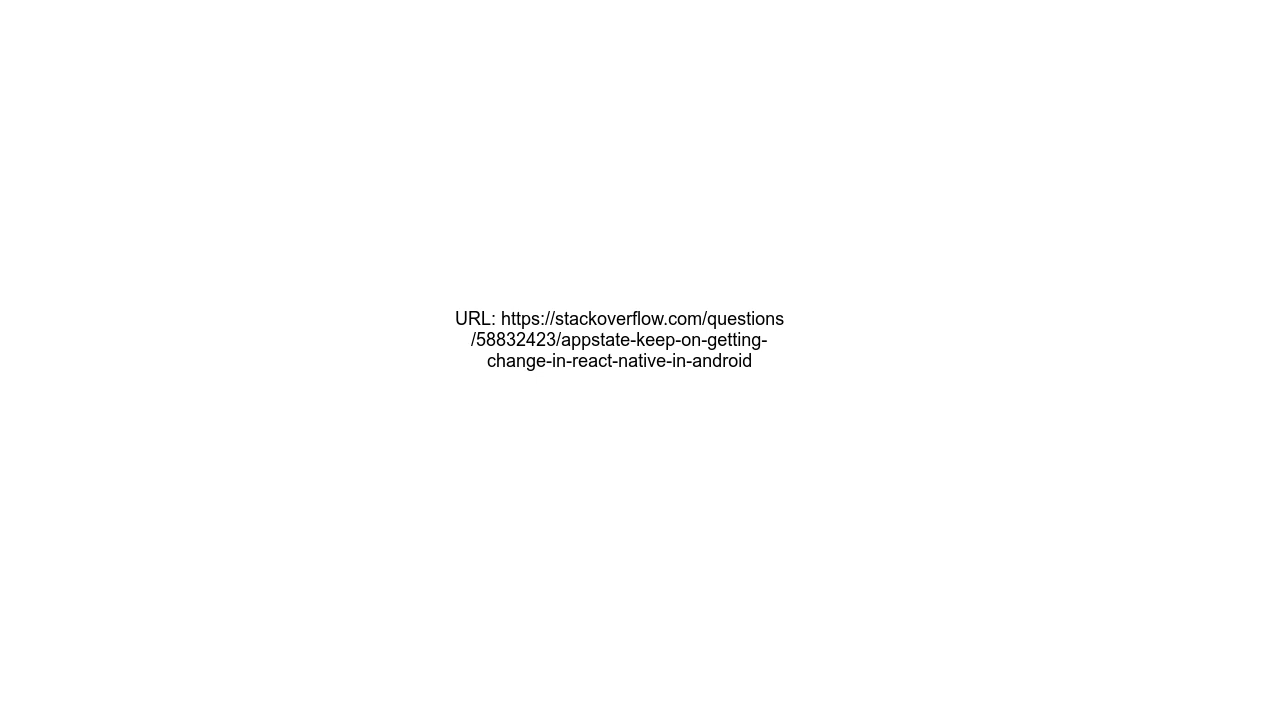 URL: https://stackoverflow.com/questions
/58832423/appstate-keep-on-getting-
change-in-react-native-in-android